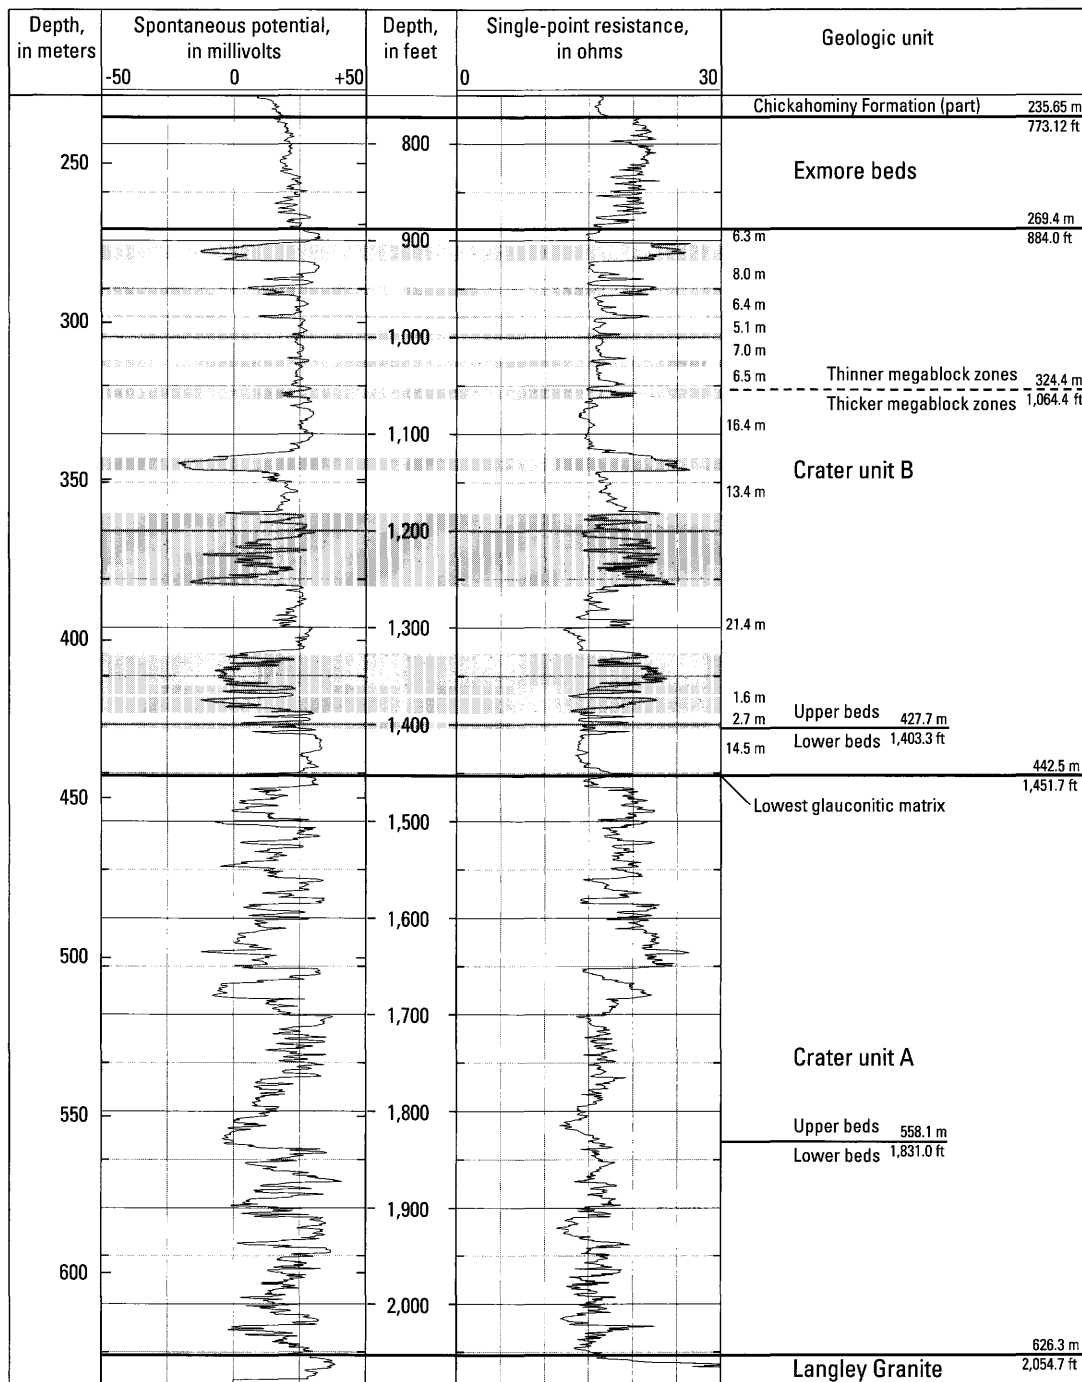 Depth, in meters
Spontaneous potential, in millivolts
-50 0 +50
Depth, in feet
Single-point resistance, in ohms
0 30
Geologic unit
Chickahominy Formation (part) 235.65 m
773.12 ft
800
250
Exmore beds
269.4 m
884.0 ft
6.3 m
900
8.0 m
6.4 m
300
5.1 m
1,000
7.0 m
6.5 m
Thinner megablock zones 324.4 m
Thicker megablock zones 1,064.4 ft
16.4 m
1,100
Crater unit B
350
13.4 m
1,200
21.4 m
1,300
400
1.6 m
Upper beds 427.7 m
2.7 m
1,400
Lower beds 1,403.3 ft
14.5 m
442.5 m
1,451.7 ft
450
Lowest glauconitic matrix
1,500
1,600
500
1,700
Crater unit A
1,800
550
Upper beds 558.1 m
Lower beds 1,831.0 ft
1,900
600
2,000
626.3 m
Langley Granite 2,054.7 ft